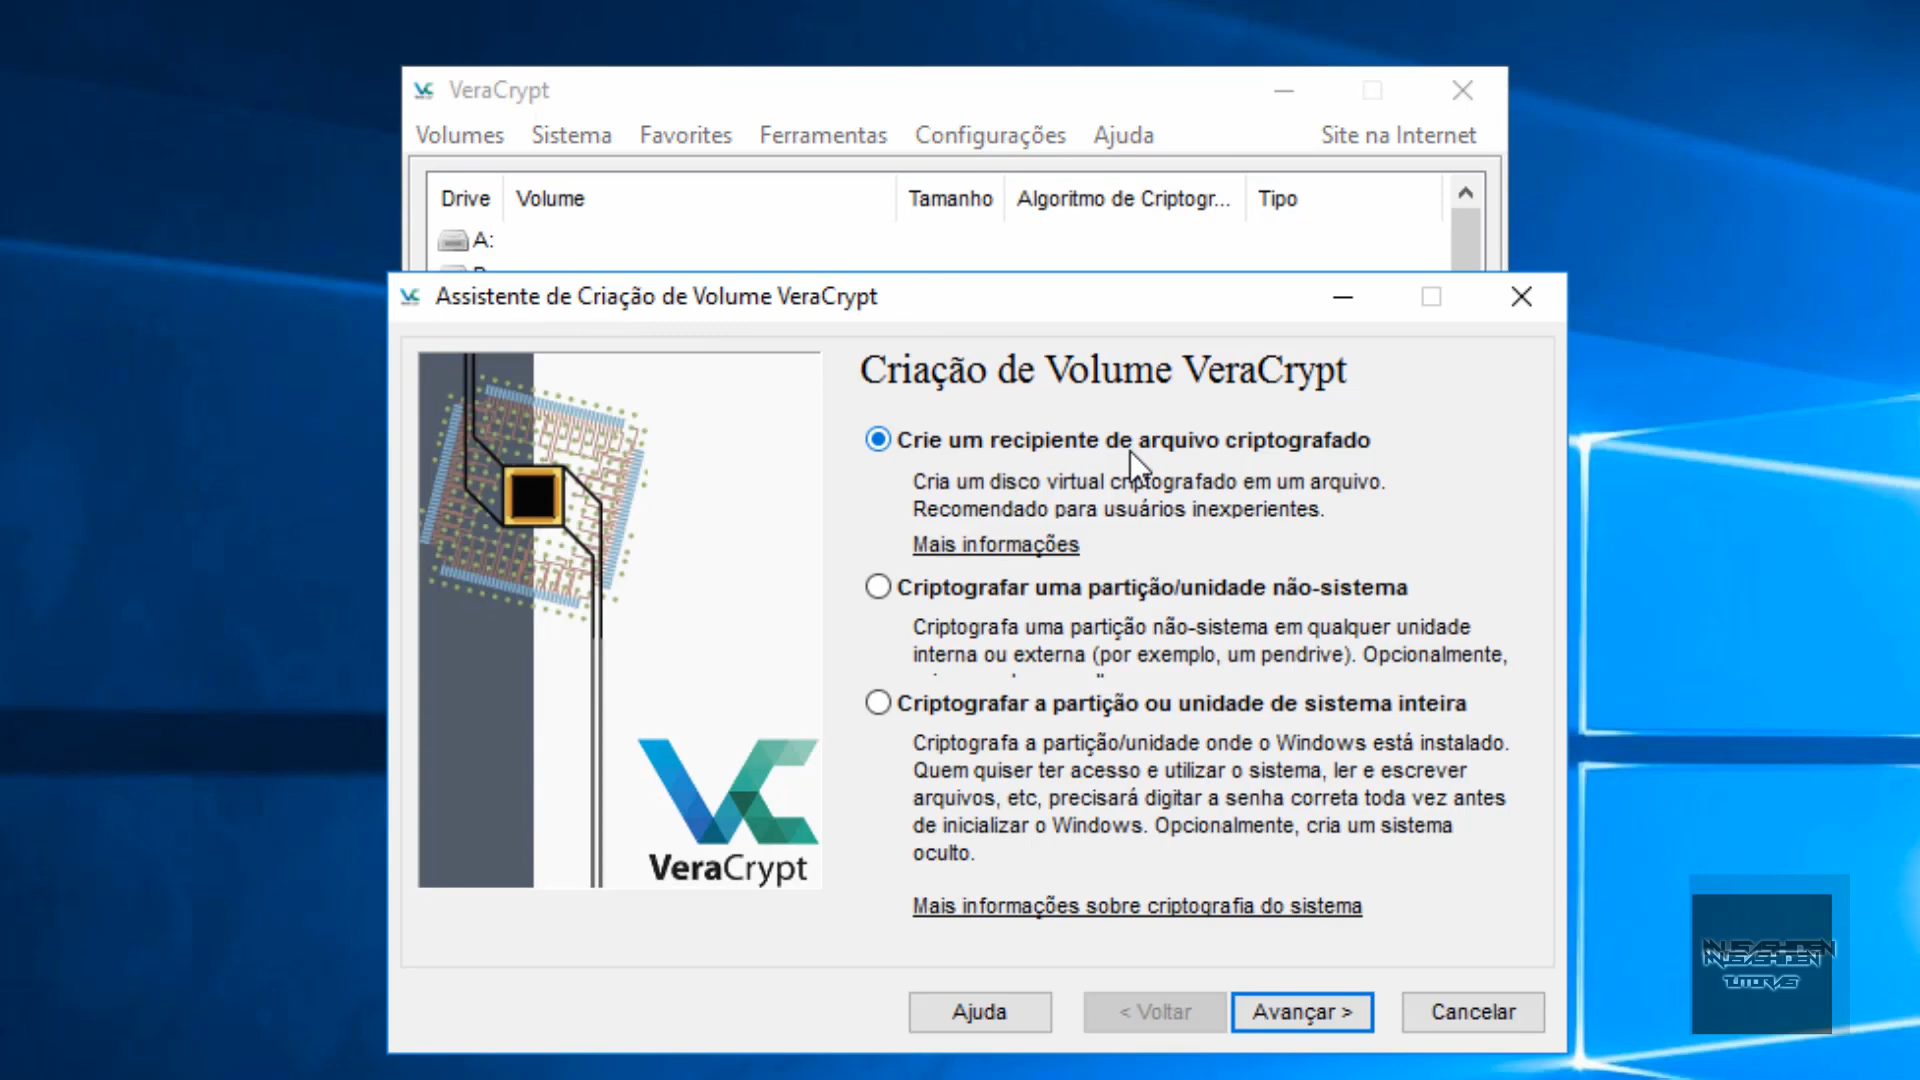 VeraCrypt
Volumes Sistema Favorites Ferramentas Configurações Ajuda Site na Internet
Drive Volume Tamanho Algoritmo de Criptogr... Tipo
A:
Assistente de Criação de Volume VeraCrypt
Criação de Volume VeraCrypt
Crie um recipiente de arquivo criptografado
Cria um disco virtual criptografado em um arquivo.
Recomendado para usuários inexperientes.
Mais informações
Criptografar uma partição/unidade não-sistema
Criptografa uma partição não-sistema em qualquer unidade
interna ou externa (por exemplo, um pendrive). Opcionalmente,
Criptografar a partição ou unidade de sistema inteira
Criptografa a partição/unidade onde o Windows está instalado.
Quem quiser ter acesso e utilizar o sistema, ler e escrever
arquivos, etc, precisará digitar a senha correta toda vez antes
de inicializar o Windows. Opcionalmente, cria um sistema
oculto.
Mais informações sobre criptografia do sistema
VeraCrypt
Ajuda < Voltar Avançar > Cancelar